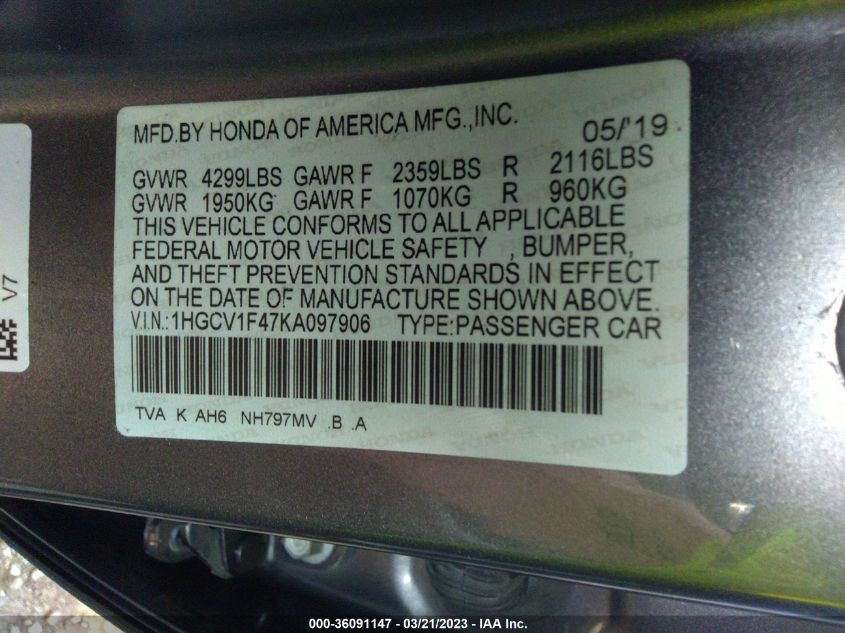 MFD.BY HONDA OF AMERICA MFG.,INC. 05/'19
GVWR 4299LBS GAWR F 2359LBS R 2116LBS
GVWR 1950KG GAWR F 1070KG R 960KG
THIS VEHICLE CONFORMS TO ALL APPLICABLE
FEDERAL MOTOR VEHICLE SAFETY , BUMPER,
AND THEFT PREVENTION STANDARDS IN EFFECT
ON THE DATE OF MANUFACTURE SHOWN ABOVE.
V.I.N.:1HGCV1F47KA097906 TYPE:PASSENGER CAR
TVA K AH6 NH797MV .B .A
HONDA
V7
000-36091147 / 03/21/2023 / IAA Inc.